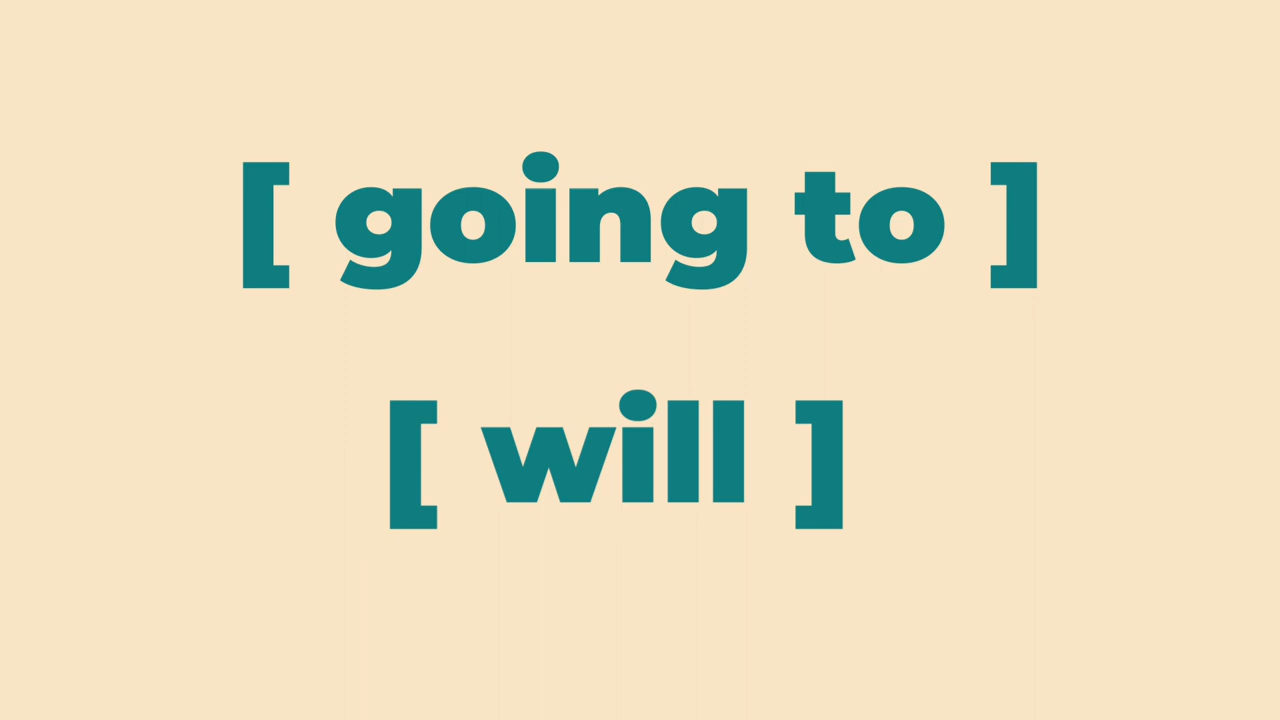 [ going to ]
[ will ]